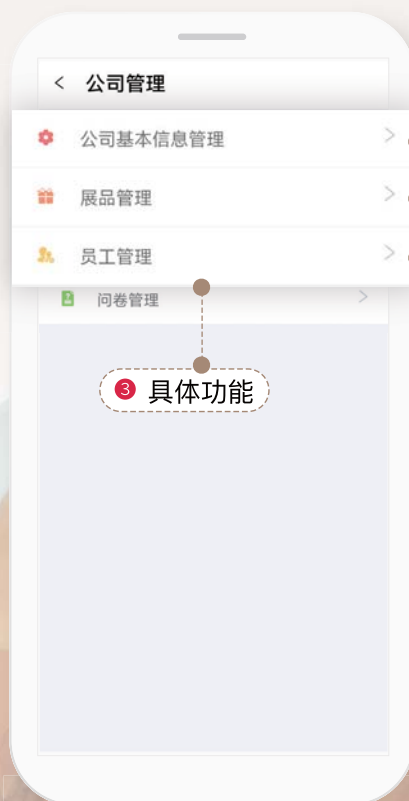 < 公司管理
公司基本信息管理
展品管理
员工管理
问卷管理
3 具体功能